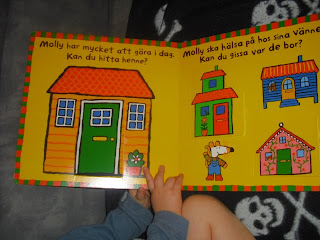 Molly har mycket att göra i dag.
Kan du hitta henne?
Molly ska hälsa på hos sina vänner
Kan du gissa var de bor?